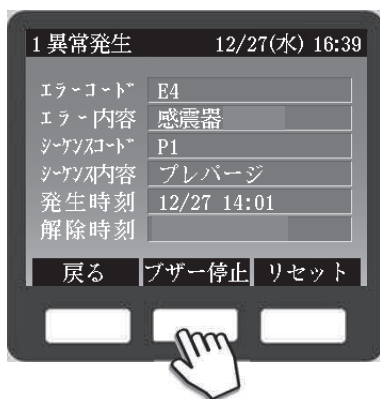 1 異常発生 12/27(水) 16:39
エラーコード E4
エラー内容 感震器
シーケンスコード P1
シーケンス内容 プレパージ
発生時刻 12/27 14:01
解除時刻
戻る ブザー停止 リセット